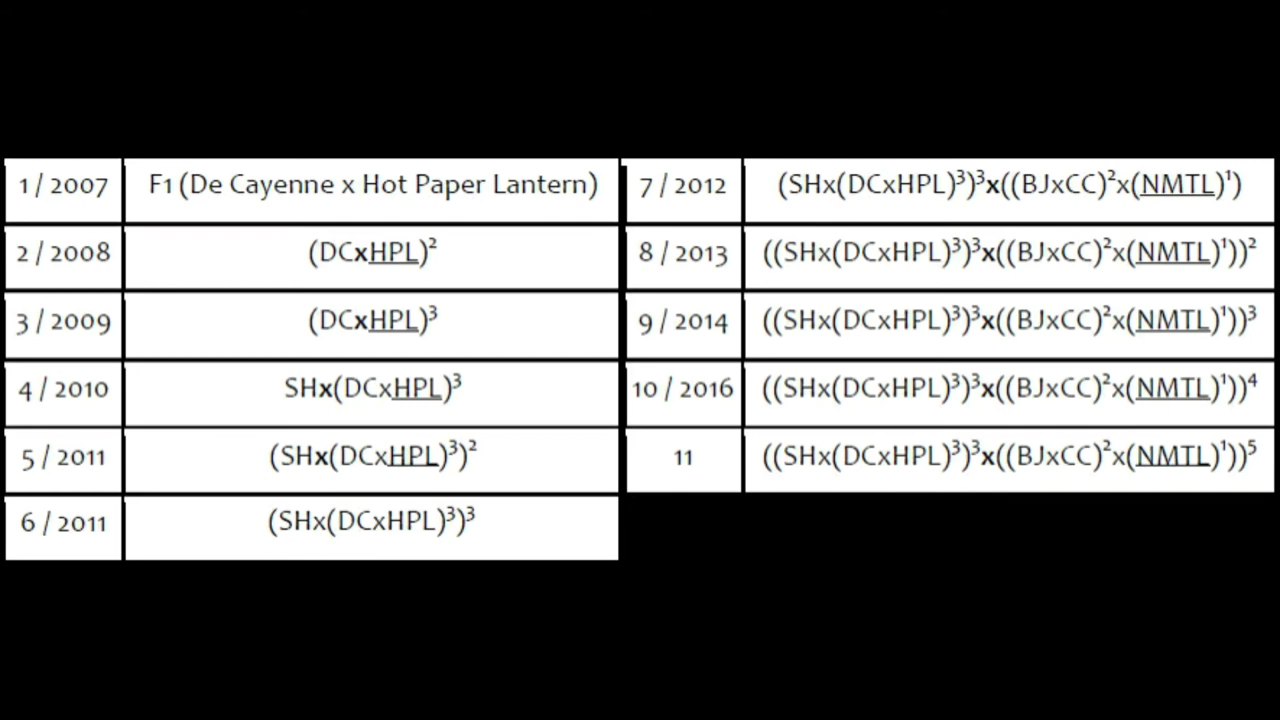 1 / 2007 F1 (De Cayenne x Hot Paper Lantern)
2 / 2008 (DCxHPL)²
3 / 2009 (DCxHPL)³
4 / 2010 SHx(DCxHPL)³
5 / 2011 (SHx(DCxHPL)³)²
6 / 2011 (SHx(DCxHPL)³)³
7 / 2012 (SHx(DCxHPL)³)³x((BJxCC)²x(NMTL)¹)
8 / 2013 ((SHx(DCxHPL)³)³x((BJxCC)²x(NMTL)¹))²
9 / 2014 ((SHx(DCxHPL)³)³x((BJxCC)²x(NMTL)¹))³
10 / 2016 ((SHx(DCxHPL)³)³x((BJxCC)²x(NMTL)¹))⁴
11 ((SHx(DCxHPL)³)³x((BJxCC)²x(NMTL)¹))⁵